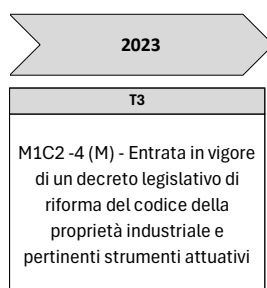 2023
T3
M1C2 -4 (M) - Entrata in vigore
di un decreto legislativo di
riforma del codice della
proprietà industriale e
pertinenti strumenti attuativi